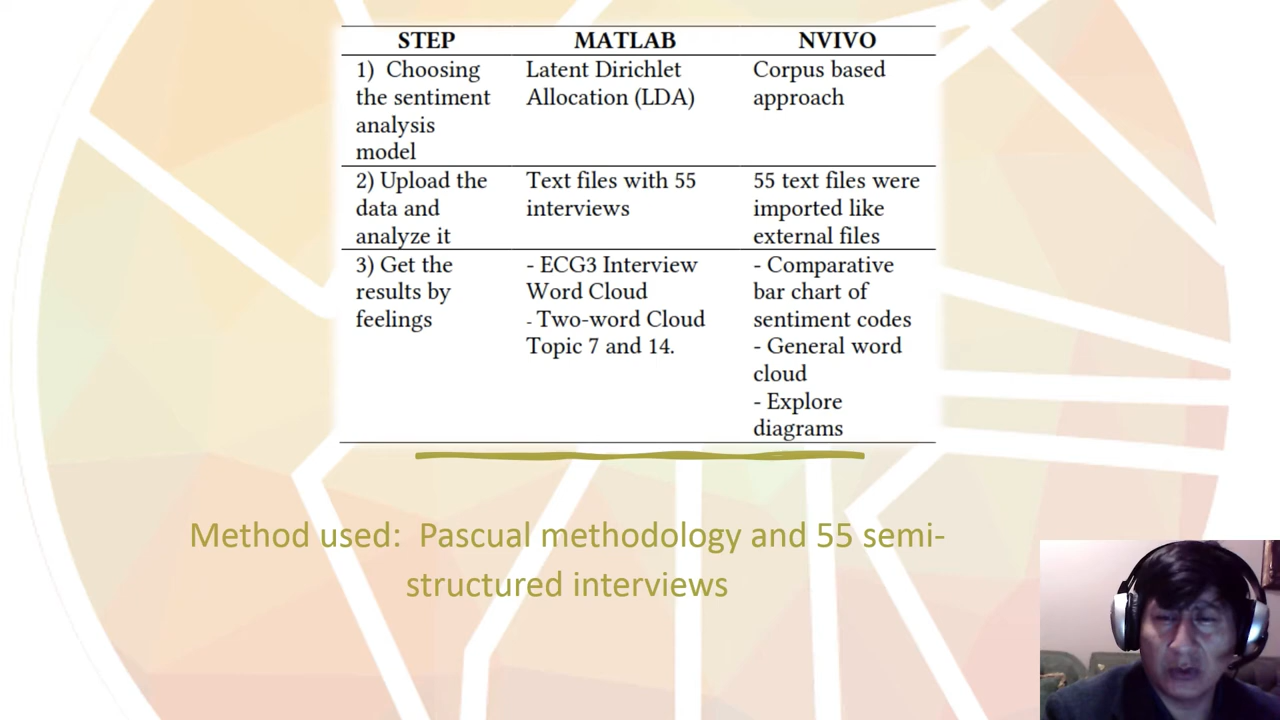 STEP MATLAB NVIVO
1) Choosing Latent Dirichlet Corpus based
the sentiment Allocation (LDA) approach
analysis
model
2) Upload the Text files with 55 55 text files were
data and interviews imported like
analyze it external files
3) Get the - ECG3 Interview - Comparative
results by Word Cloud bar chart of
feelings - Two-word Cloud sentiment codes
Topic 7 and 14. - General word
cloud
- Explore
diagrams
Method used: Pascual methodology and 55 semi-
structured interviews